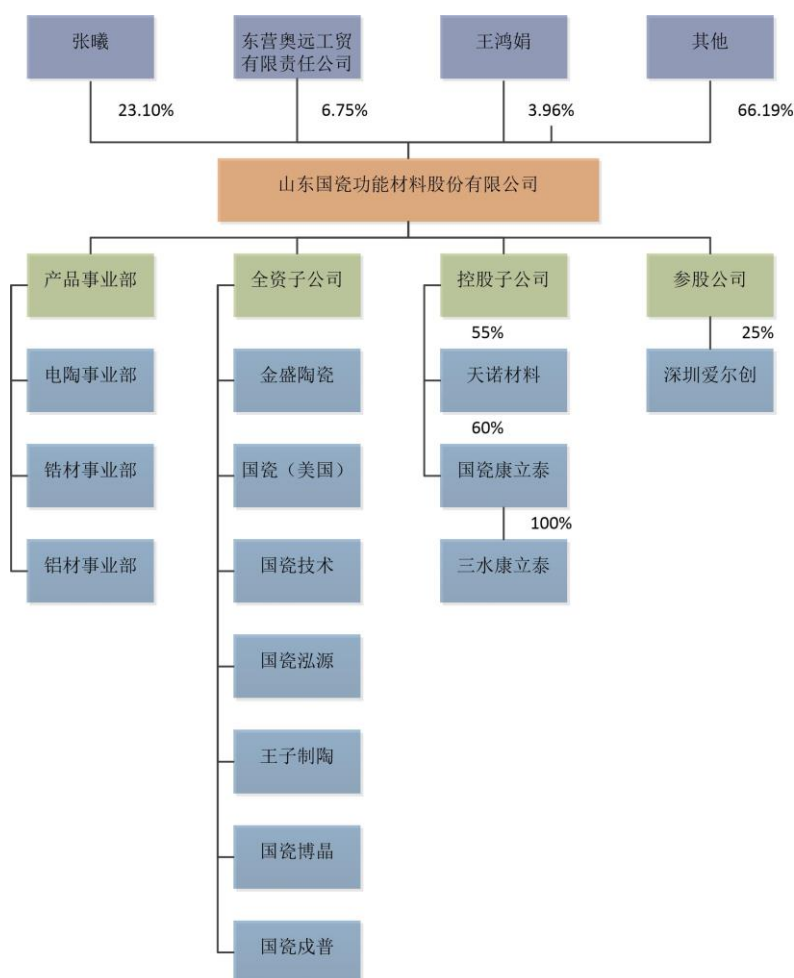 张曦
东营奥远工贸
有限责任公司
王鸿娟
其他
23.10%
6.75%
3.96%
66.19%
山东国瓷功能材料股份有限公司
产品事业部
全资子公司
控股子公司
参股公司
55%
25%
电陶事业部
金盛陶瓷
天诺材料
深圳爱尔创
60%
锆材事业部
国瓷（美国）
国瓷康立泰
100%
铝材事业部
国瓷技术
三水康立泰
国瓷泓源
王子制陶
国瓷博晶
国瓷戍普